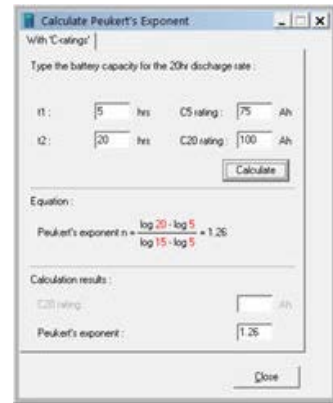 Calculate Peukert's Exponent
With 'C-ratings'
Type the battery capacity for the 20hr discharge rate :
t1 : 5 hrs C5 rating : 75 Ah
t2 : 20 hrs C20 rating : 100 Ah
Calculate
Equation :
Peukert's exponent n = log 20 - log 5 / log 15 - log 5 = 1.26
Calculation results :
C20 rating : Ah
Peukert's exponent : 1.26
Close